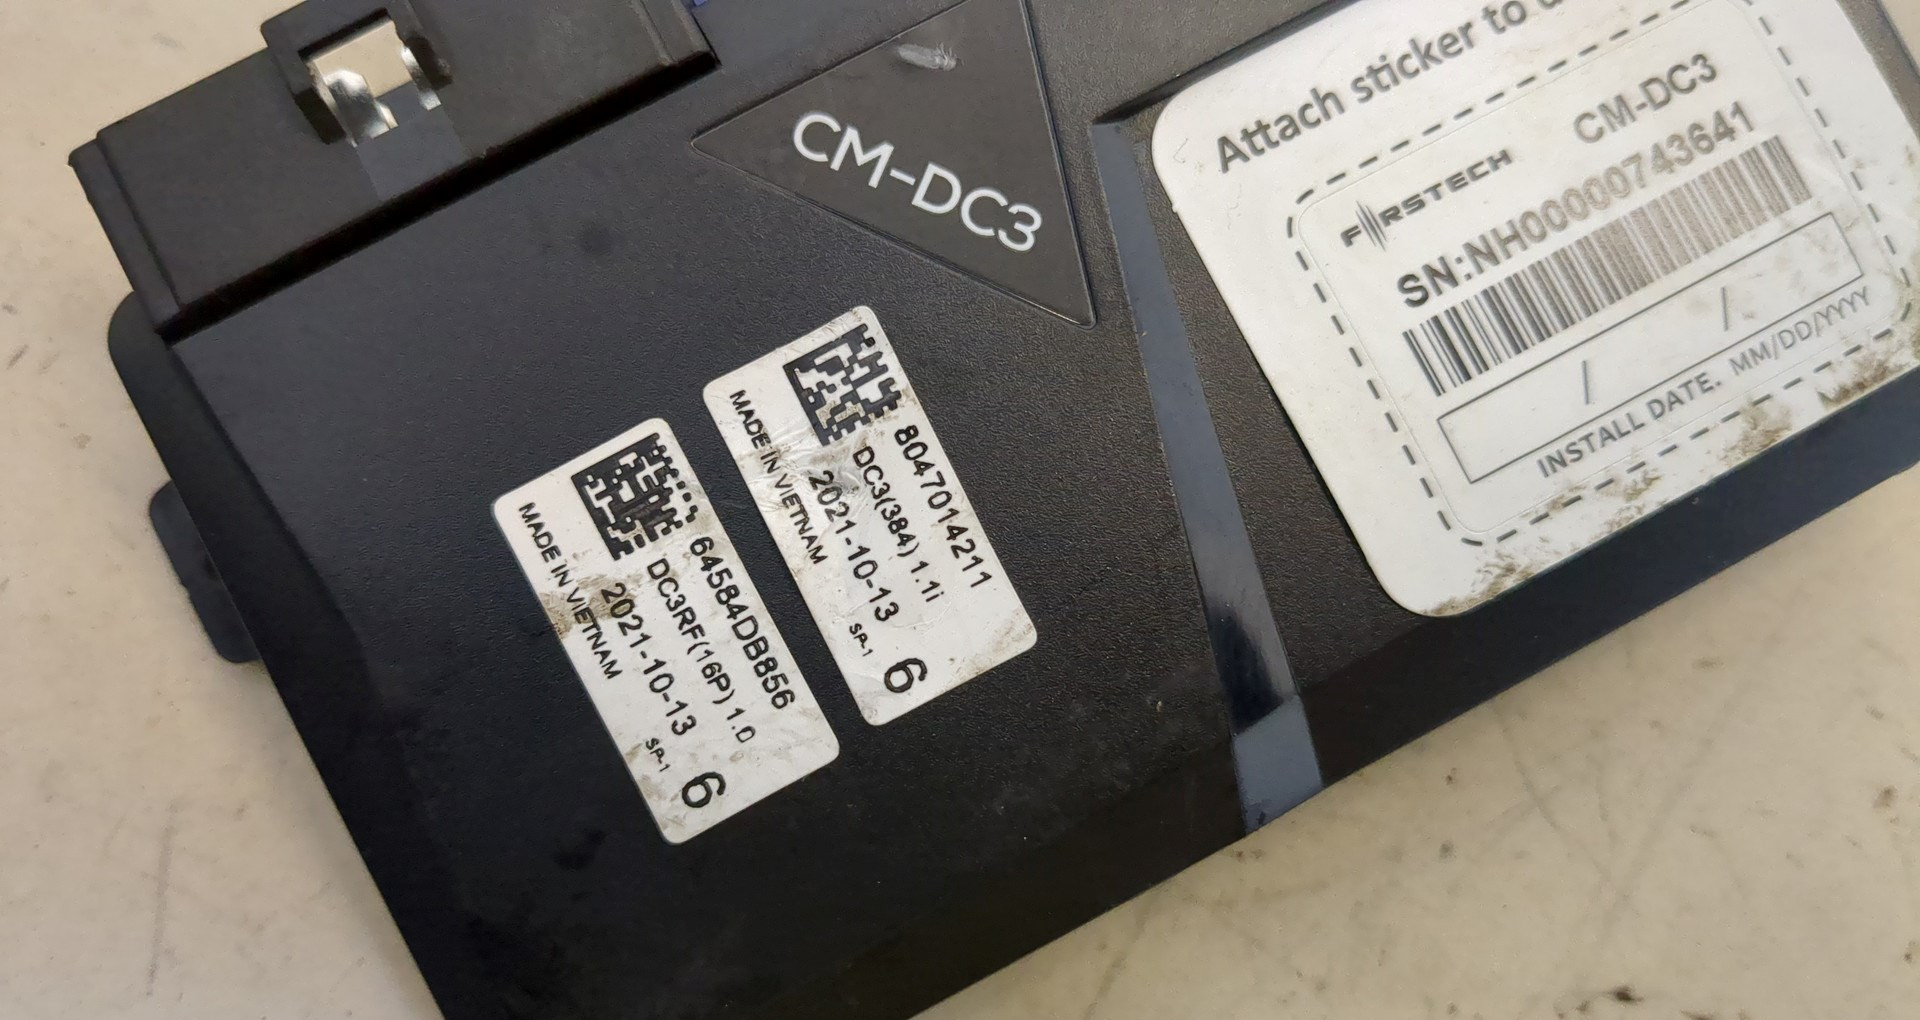 CM-DC3
Attach sticker to
FIRSTECH
CM-DC3
SN:NH0000074 3641
/ /
INSTALL DATE. MM/DD/YYYY
8047014211
DC3(384) 1.1i
2021-10-13
MADE IN VIETNAM
SP-1
6
64584DB856
DC3RF(16P) 1.0
2021-10-13
MADE IN VIETNAM
SP-1
6